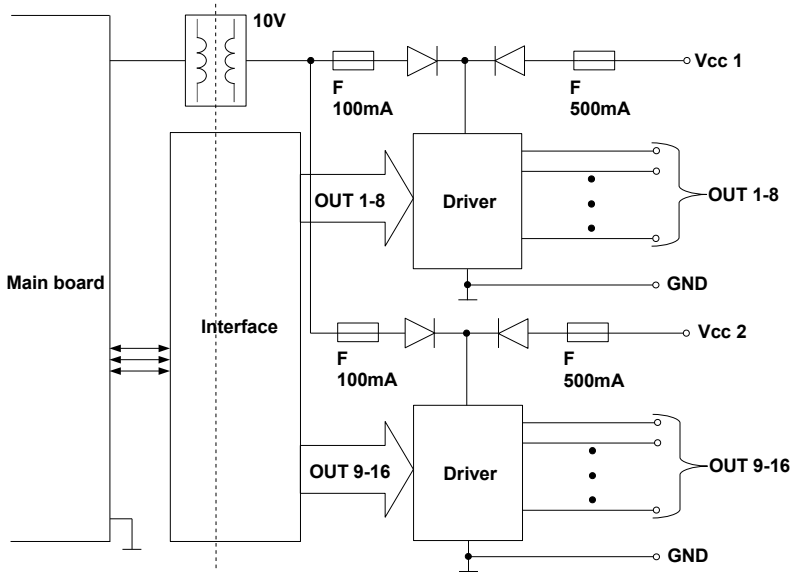 10V
Vcc 1
F
100mA
F
500mA
OUT 1-8
Driver
OUT 1-8
Main board
GND
Interface
Vcc 2
F
100mA
F
500mA
OUT 9-16
Driver
OUT 9-16
GND